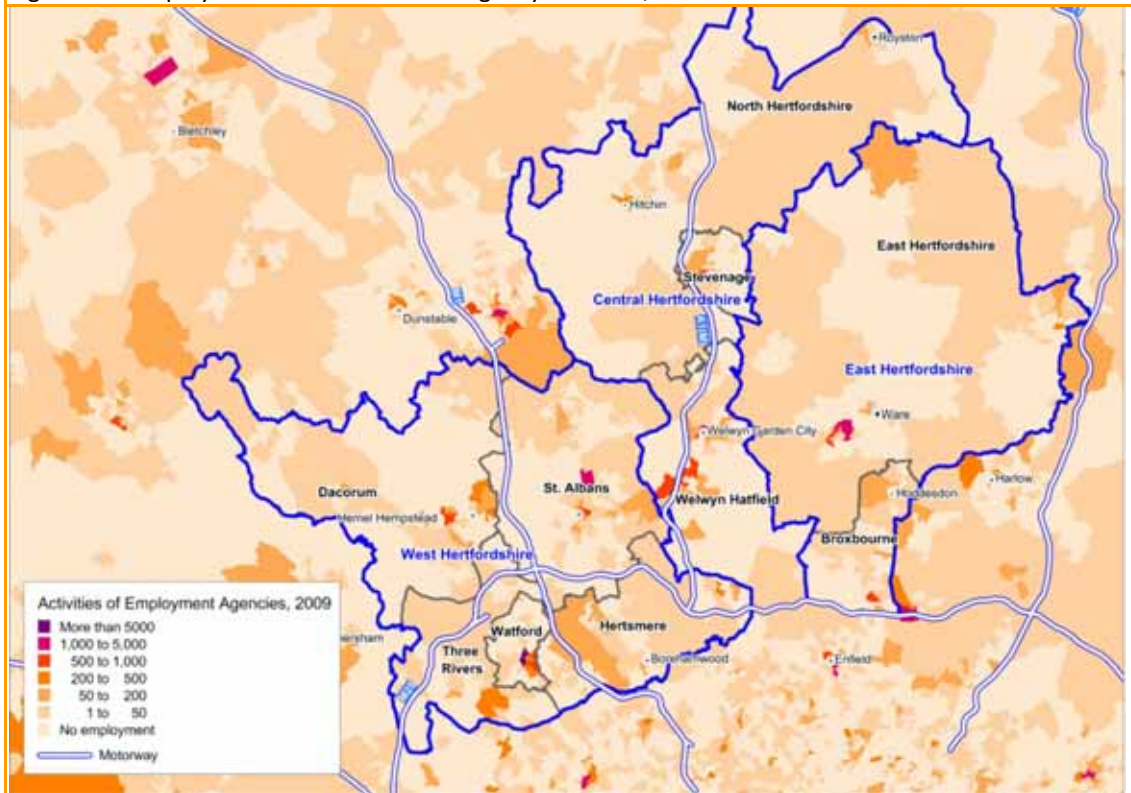 Royston
North Hertfordshire
Bletchley
Hitchin
East Hertfordshire
Stevenage
Central Hertfordshire
Dunstable
East Hertfordshire
Ware
Welwyn Garden City
Dacorum
St. Albans
Welwyn Hatfield
Hoddesdon
Harlow
Hemel Hempstead
Broxbourne
West Hertfordshire
Activities of Employment Agencies, 2009
More than 5000
1,000 to 5,000
500 to 1,000
200 to 500
50 to 200
1 to 50
No employment
Motorway
ersham
Watford
Hertsmere
Three
Rivers
Borehamwood
Enfield